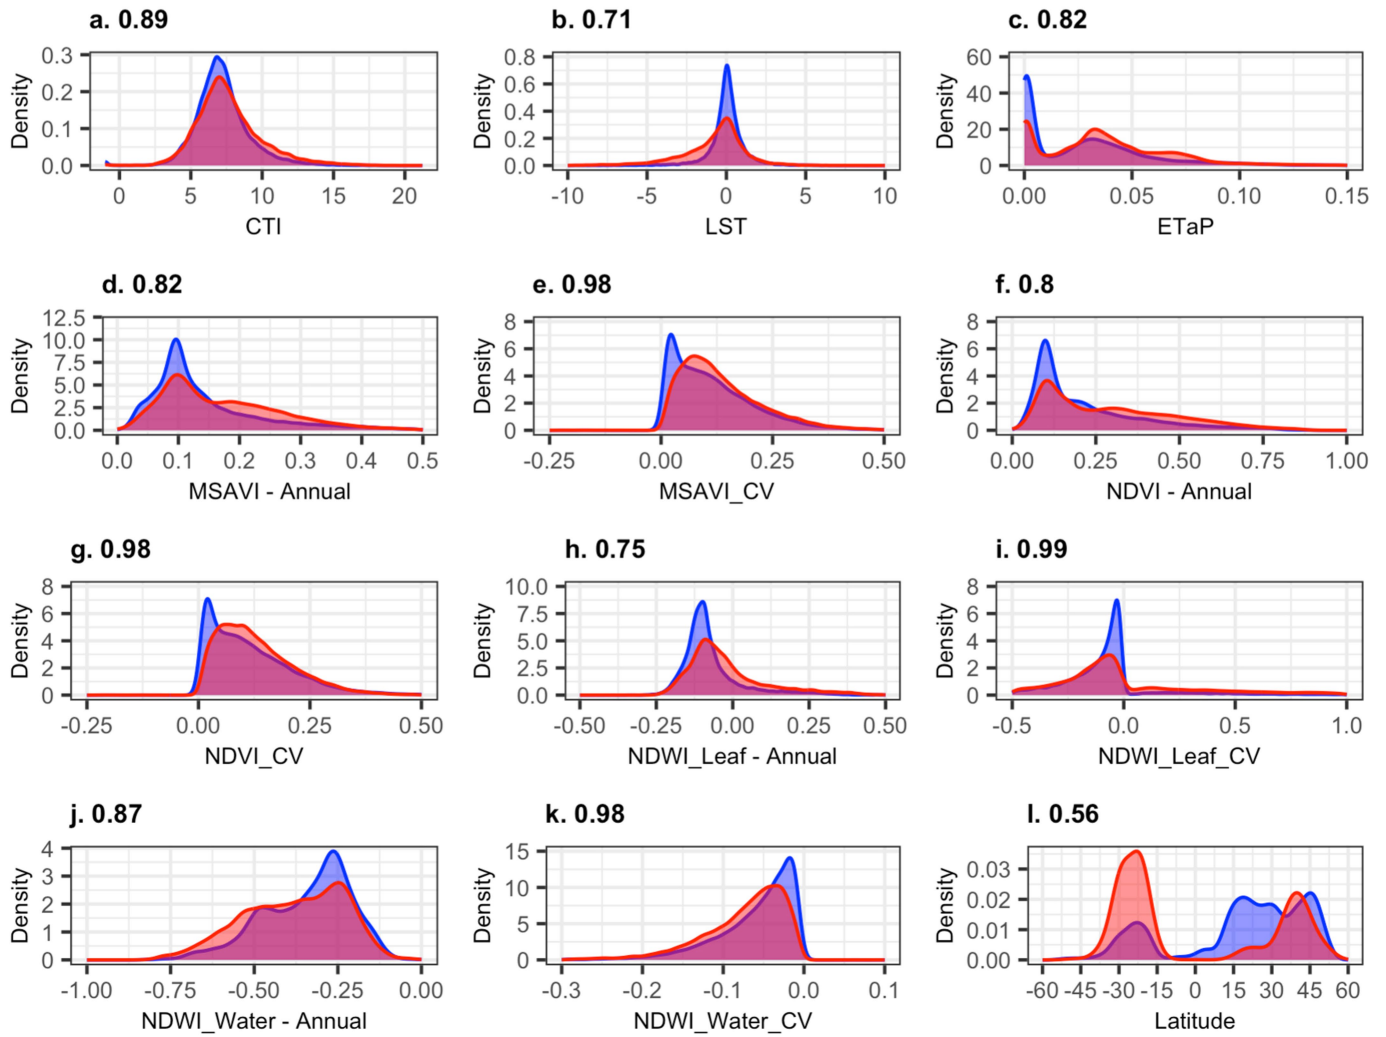 a. 0.89
b. 0.71
c. 0.82
Density
0.3
0.2
0.1
0.0
0 5 10 15 20
CTI
Density
0.8
0.6
0.4
0.2
0.0
-10 -5 0 5 10
LST
Density
60
40
20
0
0.00 0.05 0.10 0.15
ETaP
d. 0.82
e. 0.98
f. 0.8
Density
12.5
10.0
7.5
5.0
2.5
0.0
0.0 0.1 0.2 0.3 0.4 0.5
MSAVI - Annual
Density
8
6
4
2
0
-0.25 0.00 0.25 0.50
MSAVI_CV
Density
8
6
4
2
0
0.00 0.25 0.50 0.75 1.00
NDVI - Annual
g. 0.98
h. 0.75
i. 0.99
Density
8
6
4
2
0
-0.25 0.00 0.25 0.50
NDVI_CV
Density
10.0
7.5
5.0
2.5
0.0
-0.50 -0.25 0.00 0.25 0.50
NDWI_Leaf - Annual
Density
8
6
4
2
0
-0.5 0.0 0.5 1.0
NDWI_Leaf_CV
j. 0.87
k. 0.98
l. 0.56
Density
4
3
2
1
0
-1.00 -0.75 -0.50 -0.25 0.00
NDWI_Water - Annual
Density
15
10
5
0
-0.3 -0.2 -0.1 0.0 0.1
NDWI_Water_CV
Density
0.03
0.02
0.01
0.00
-60 -45 -30 -15 0 15 30 45 60
Latitude